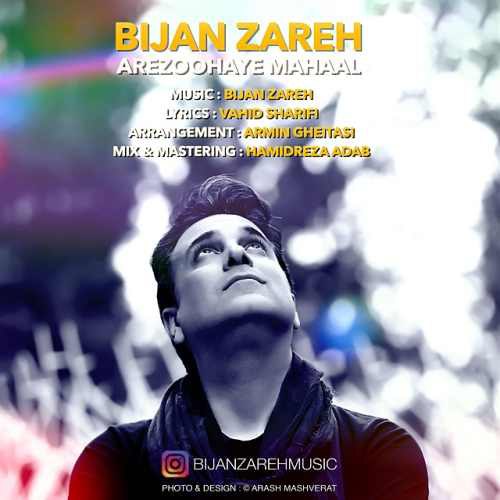 BIJAN ZAREH
AREZOOHAYE MAHAAL
MUSIC : BIJAN ZAREH
LYRICS : VAHID SHARIFI
ARRANGEMENT : ARMIN GHEITASI
MIX & MASTERING : HAMIDREZA ADAB
BIJANZAREHMUSIC
PHOTO & DESIGN : © ARASH MASHVERAT